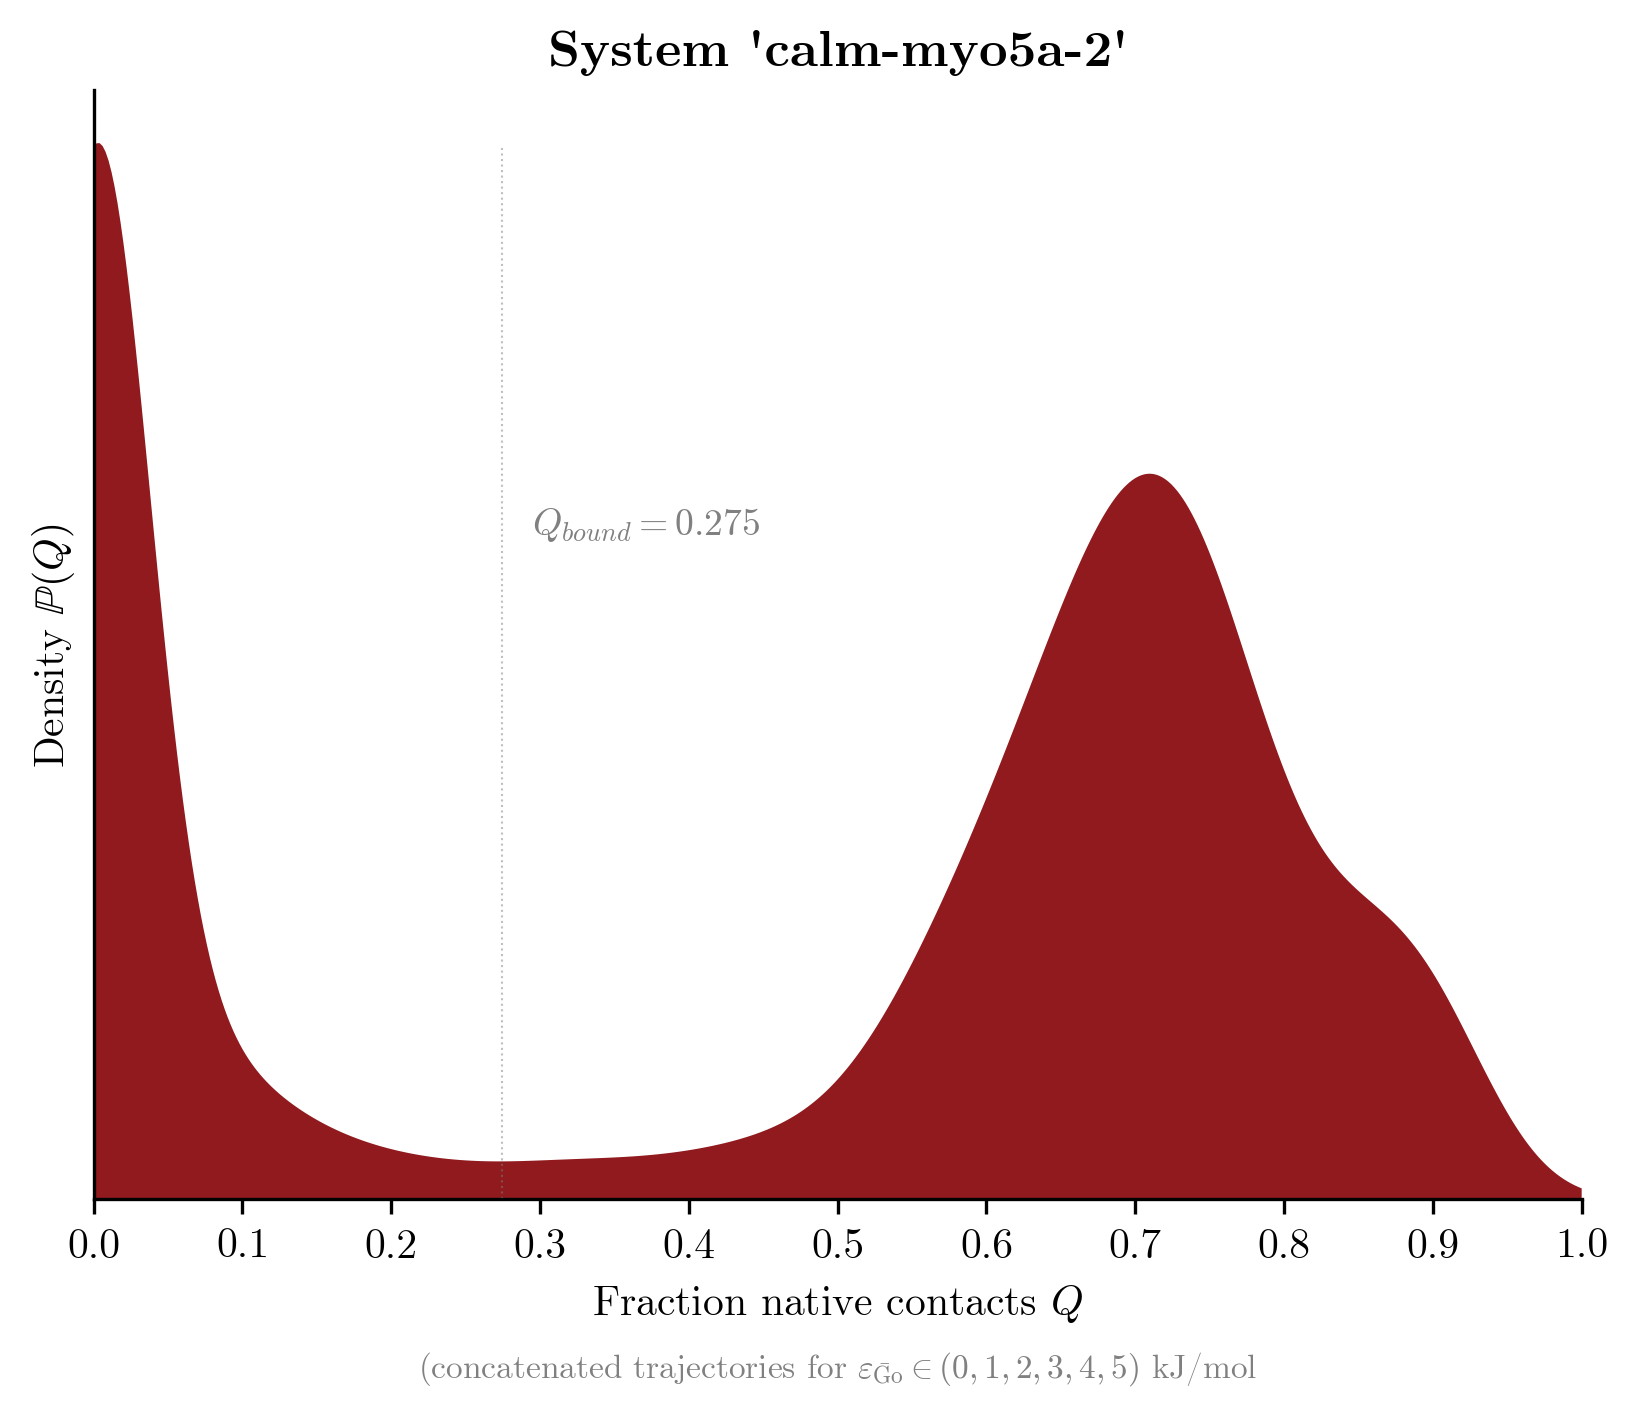 System 'calm-myo5a-2'
Density ℙ(Q)
Q_bound = 0.275
0.0 0.1 0.2 0.3 0.4 0.5 0.6 0.7 0.8 0.9 1.0
Fraction native contacts Q
(concatenated trajectories for ε_Ḡo ∈ (0, 1, 2, 3, 4, 5) kJ/mol